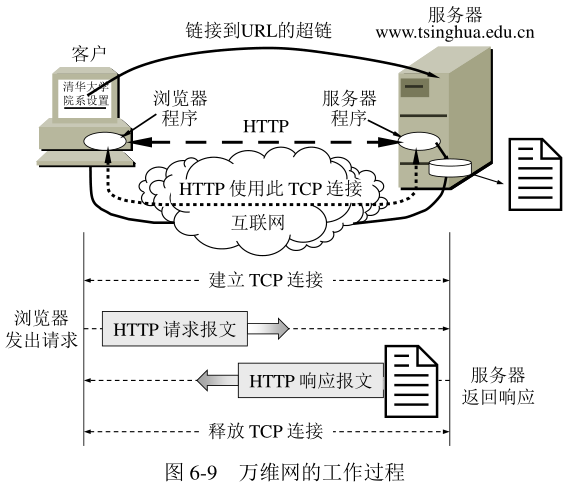 链接到URL的超链
服务器
www.tsinghua.edu.cn
客户
清华大学
院系设置
浏览器
程序
服务器
程序
HTTP
HTTP 使用此 TCP 连接
互联网
建立 TCP 连接
浏览器
发出请求
HTTP 请求报文
HTTP 响应报文
服务器
返回响应
释放 TCP 连接
图 6-9 万维网的工作过程